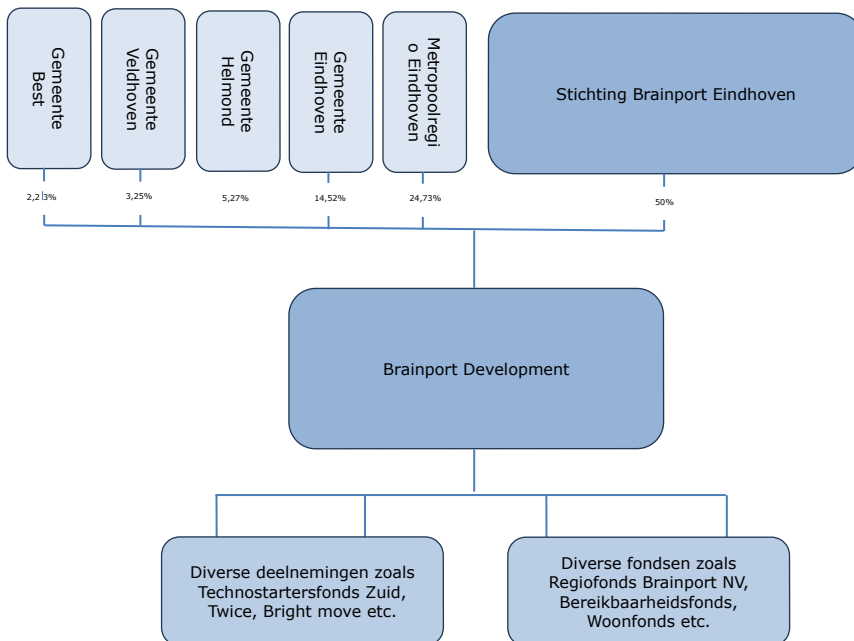 Gemeente
Best
Gemeente
Veldhoven
Gemeente
Helmond
Gemeente
Eindhoven
Metropoolregi
o Eindhoven
Stichting Brainport Eindhoven
3,25%
5,27%
14,52%
24,73%
50%
Brainport Development
Diverse deelnemingen zoals
Technostartersfonds Zuid,
Twice, Bright move etc.
Diverse fondsen zoals
Regiofonds Brainport NV,
Bereikbaarheidsfonds,
Woonfonds etc.